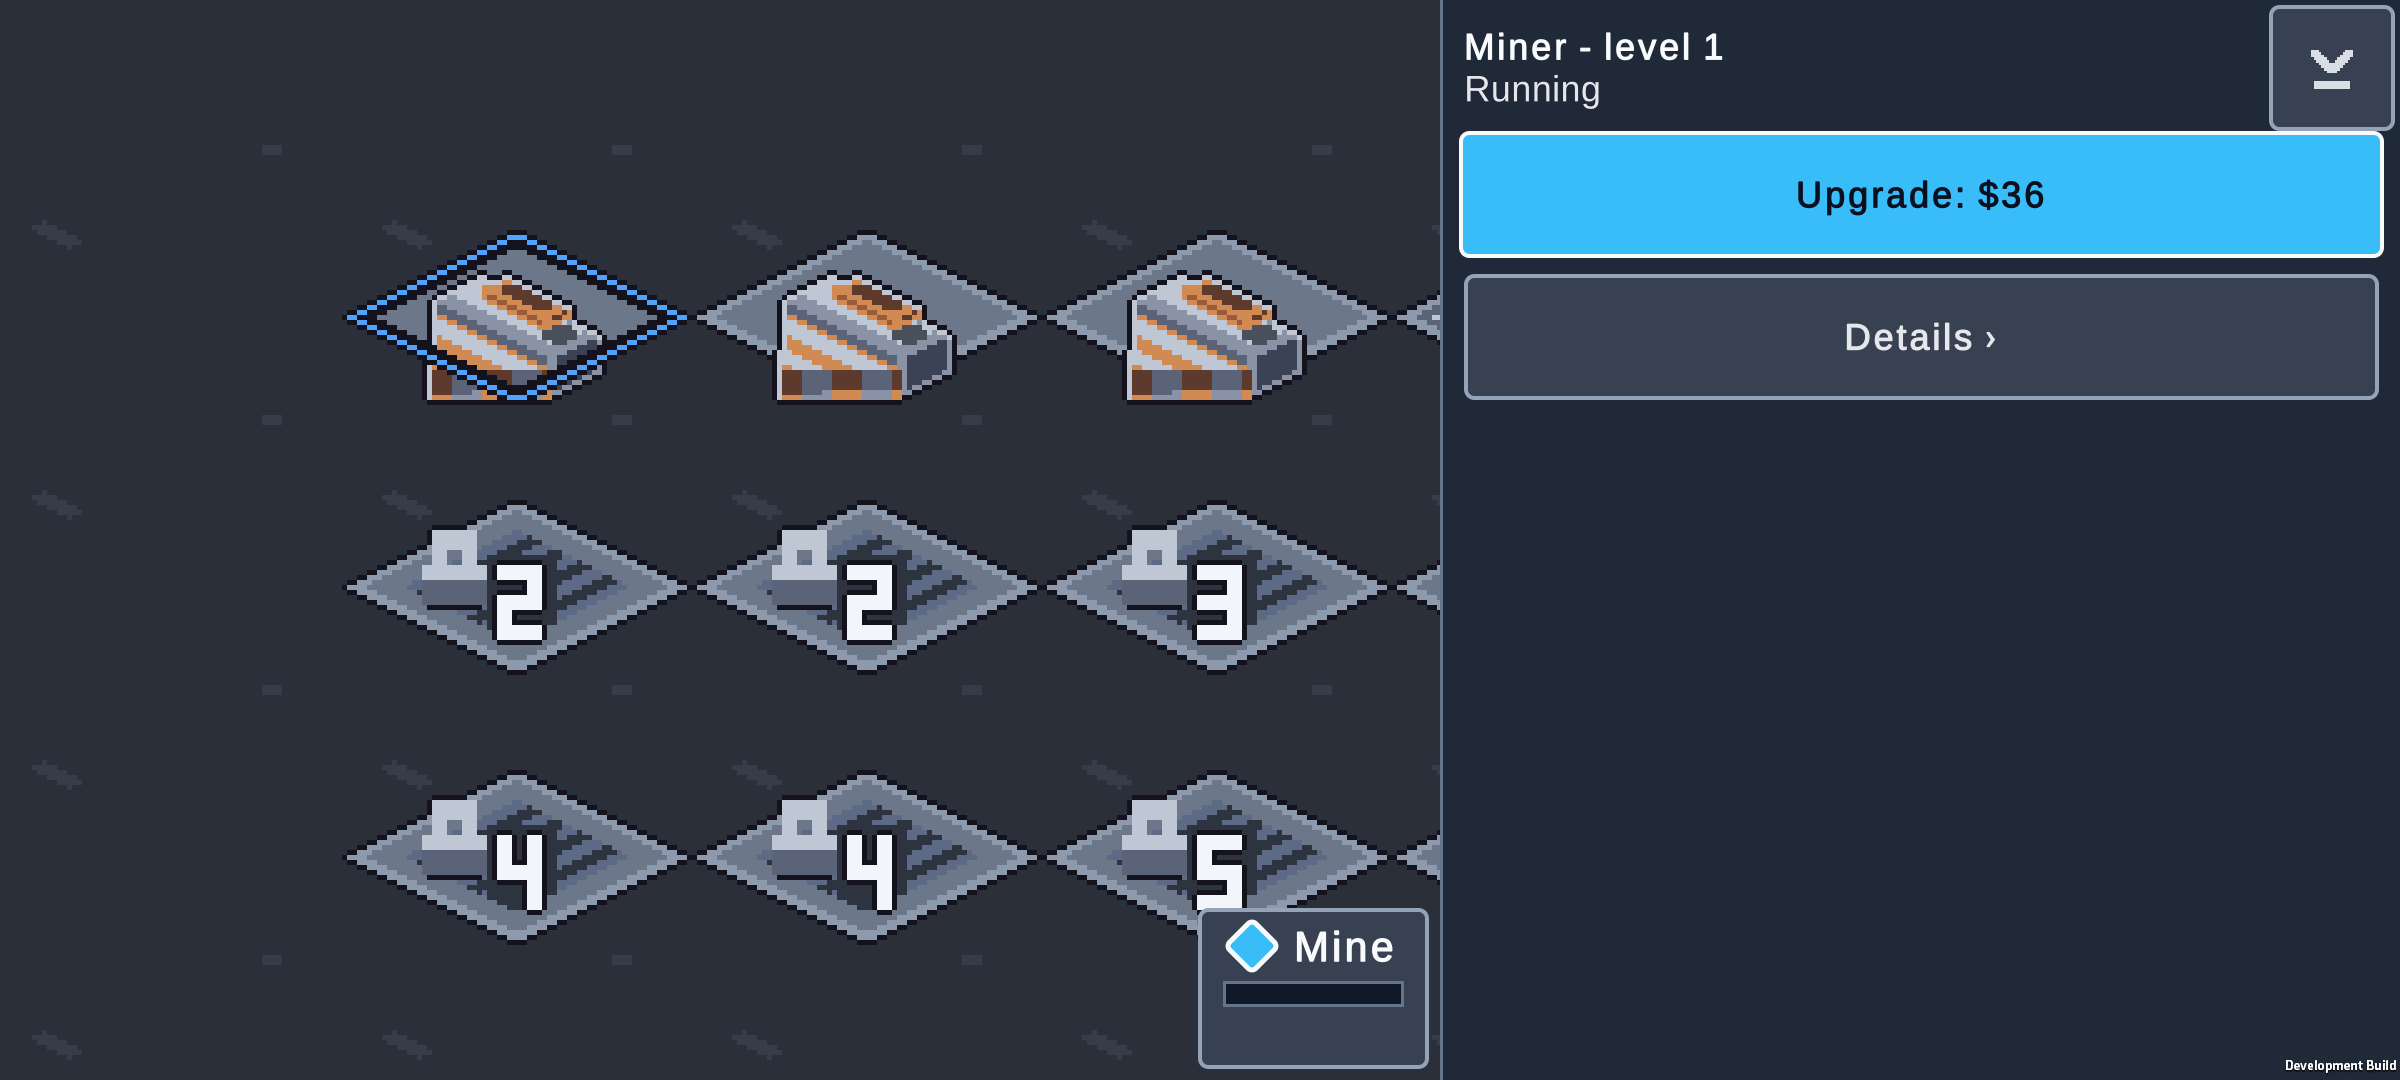 Miner - level 1
Running
Upgrade: $36
Details ›
2 2 3
4 4 5
Mine
Development Build